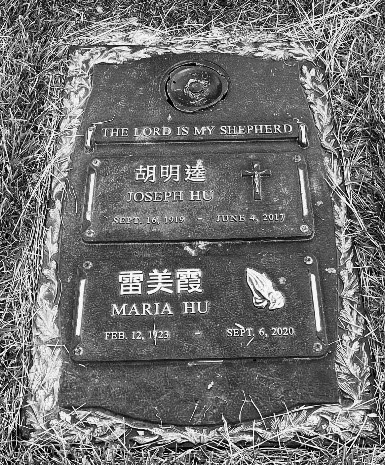 THE LORD IS MY SHEPHERD
胡明逵
JOSEPH HU
SEPT. 16, 1919 - JUNE 4, 2017
雷美霞
MARIA HU
FEB. 12, 1923 - SEPT. 6, 2020